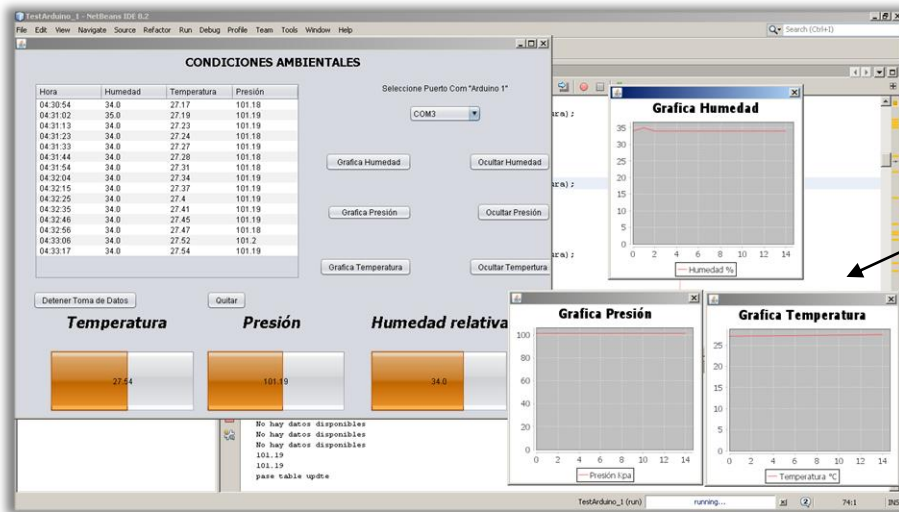 TestArduino_1 - NetBeans IDE 8.2
File Edit View Navigate Source Refactor Run Debug Profile Team Tools Window Help
Search (Ctrl+I)
CONDICIONES AMBIENTALES
Hora Humedad Temperatura Presión
04:30:54 34.0 27.17 101.18
04:31:02 35.0 27.19 101.19
04:31:13 34.0 27.23 101.19
04:31:23 34.0 27.24 101.18
04:31:33 34.0 27.27 101.19
04:31:44 34.0 27.28 101.18
04:31:54 34.0 27.31 101.18
04:32:04 34.0 27.34 101.19
04:32:15 34.0 27.37 101.19
04:32:25 34.0 27.4 101.19
04:32:35 34.0 27.41 101.19
04:32:46 34.0 27.45 101.19
04:32:56 34.0 27.47 101.18
04:33:06 34.0 27.52 101.2
04:33:17 34.0 27.54 101.19
Seleccione Puerto Com "Arduino 1"
COM3
Grafica Humedad Ocultar Humedad
Grafica Presión Ocultar Presión
Grafica Temperatura Ocultar Tempertura
Detener Toma de Datos Quitar
Temperatura Presión Humedad relativa
27.54 101.19 34.0
ura);
ura);
ura);
Grafica Humedad
35
30
25
20
15
10
5
0
0 2 4 6 8 10 12 14
Humedad %
Grafica Presión
100
80
60
40
20
0
0 2 4 6 8 10 12 14
Presión Kpa
Grafica Temperatura
25
20
15
10
5
0
0 2 4 6 8 10 12 14
Temperatura °C
No hay datos disponibles
No hay datos disponibles
No hay datos disponibles
101.19
101.19
pase table updte
TestArduino_1 (run) running... 2 74:1 INS